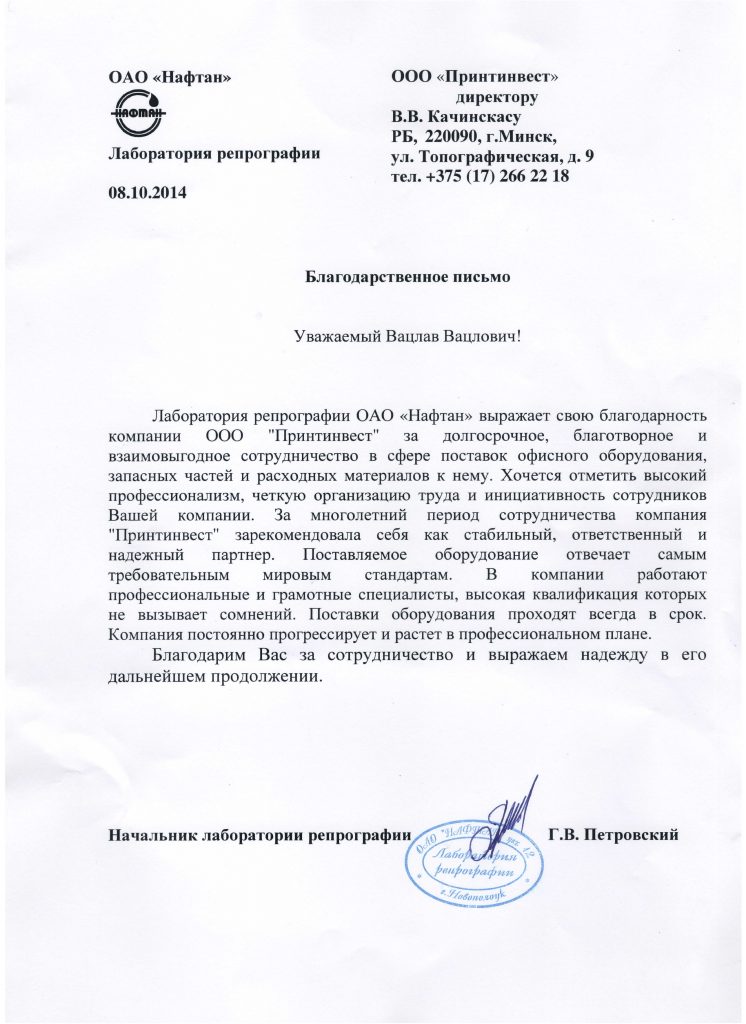 ОАО «Нафтан»
НАФТАН
Лаборатория репрографии
08.10.2014
ООО «Принтинвест»
директору
В.В. Качинскасу
РБ, 220090, г.Минск,
ул. Топографическая, д. 9
тел. +375 (17) 266 22 18
Благодарственное письмо
Уважаемый Вацлав Вацлович!
Лаборатория репрографии ОАО «Нафтан» выражает свою благодарность
компании ООО "Принтинвест" за долгосрочное, благотворное и
взаимовыгодное сотрудничество в сфере поставок офисного оборудования,
запасных частей и расходных материалов к нему. Хочется отметить высокий
профессионализм, четкую организацию труда и инициативность сотрудников
Вашей компании. За многолетний период сотрудничества компания
"Принтинвест" зарекомендовала себя как стабильный, ответственный и
надежный партнер. Поставляемое оборудование отвечает самым
требовательным мировым стандартам. В компании работают
профессиональные и грамотные специалисты, высокая квалификация которых
не вызывает сомнений. Поставки оборудования проходят всегда в срок.
Компания постоянно прогрессирует и растет в профессиональном плане.
Благодарим Вас за сотрудничество и выражаем надежду в его
дальнейшем продолжении.
Начальник лаборатории репрографии Г.В. Петровский
ОАО
Лаборатория
репрографии
г.Новополоцк